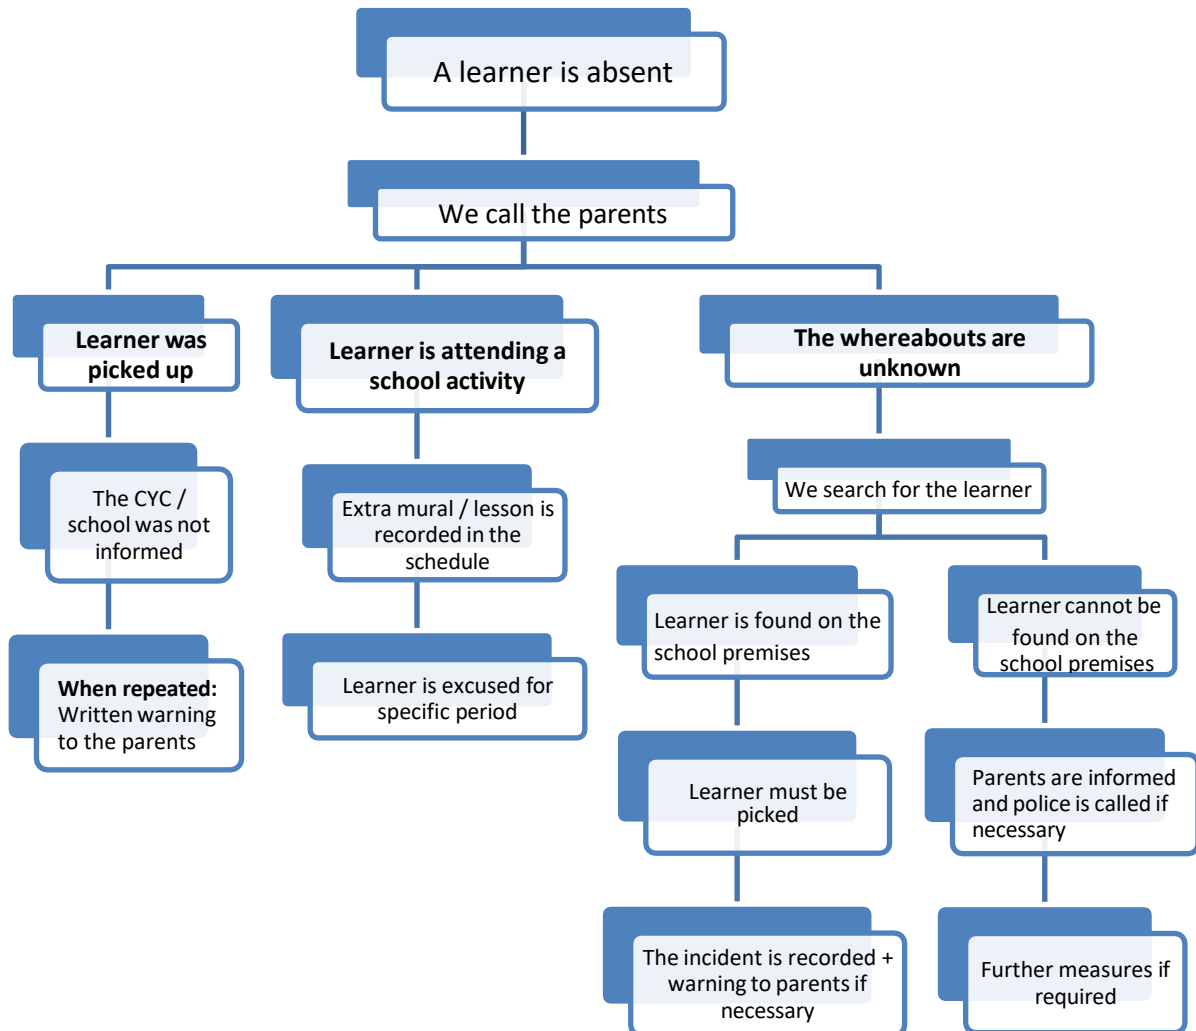 A learner is absent
We call the parents
Learner was
picked up
The CYC /
school was not
informed
When repeated:
Written warning
to the parents
Learner is attending a
school activity
Extra mural / lesson is
recorded in the
schedule
Learner is excused for
specific period
The whereabouts are
unknown
We search for the learner
Learner is found on the
school premises
Learner must be
picked
The incident is recorded +
warning to parents if
necessary
Learner cannot be
found on the
school premises
Parents are informed
and police is called if
necessary
Further measures if
required